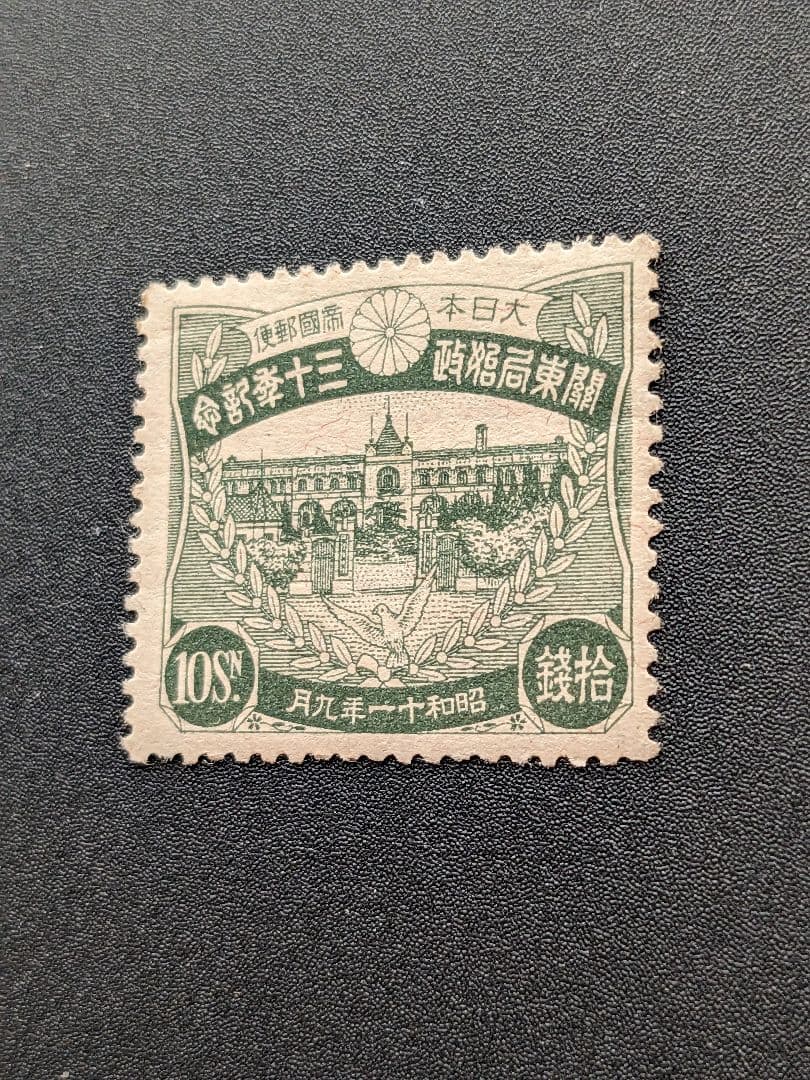 大日本帝國郵便
關東局始政三十年記念
10SN.
拾錢
昭和十一年九月